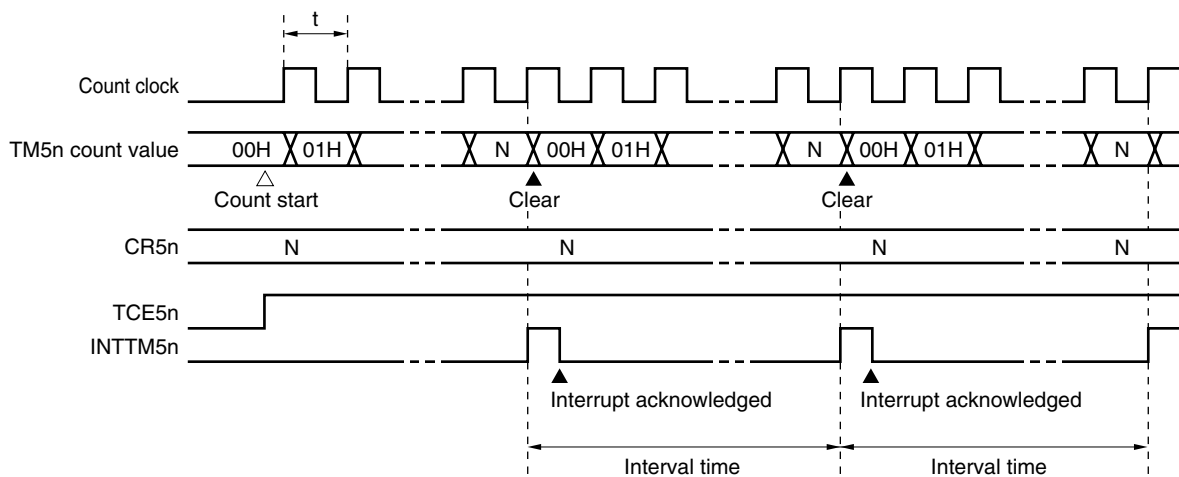 t
Count clock
TM5n count value 00H 01H N 00H 01H N 00H 01H N
Count start Clear Clear
CR5n N N N N
TCE5n
INTTM5n
Interrupt acknowledged Interrupt acknowledged
Interval time Interval time